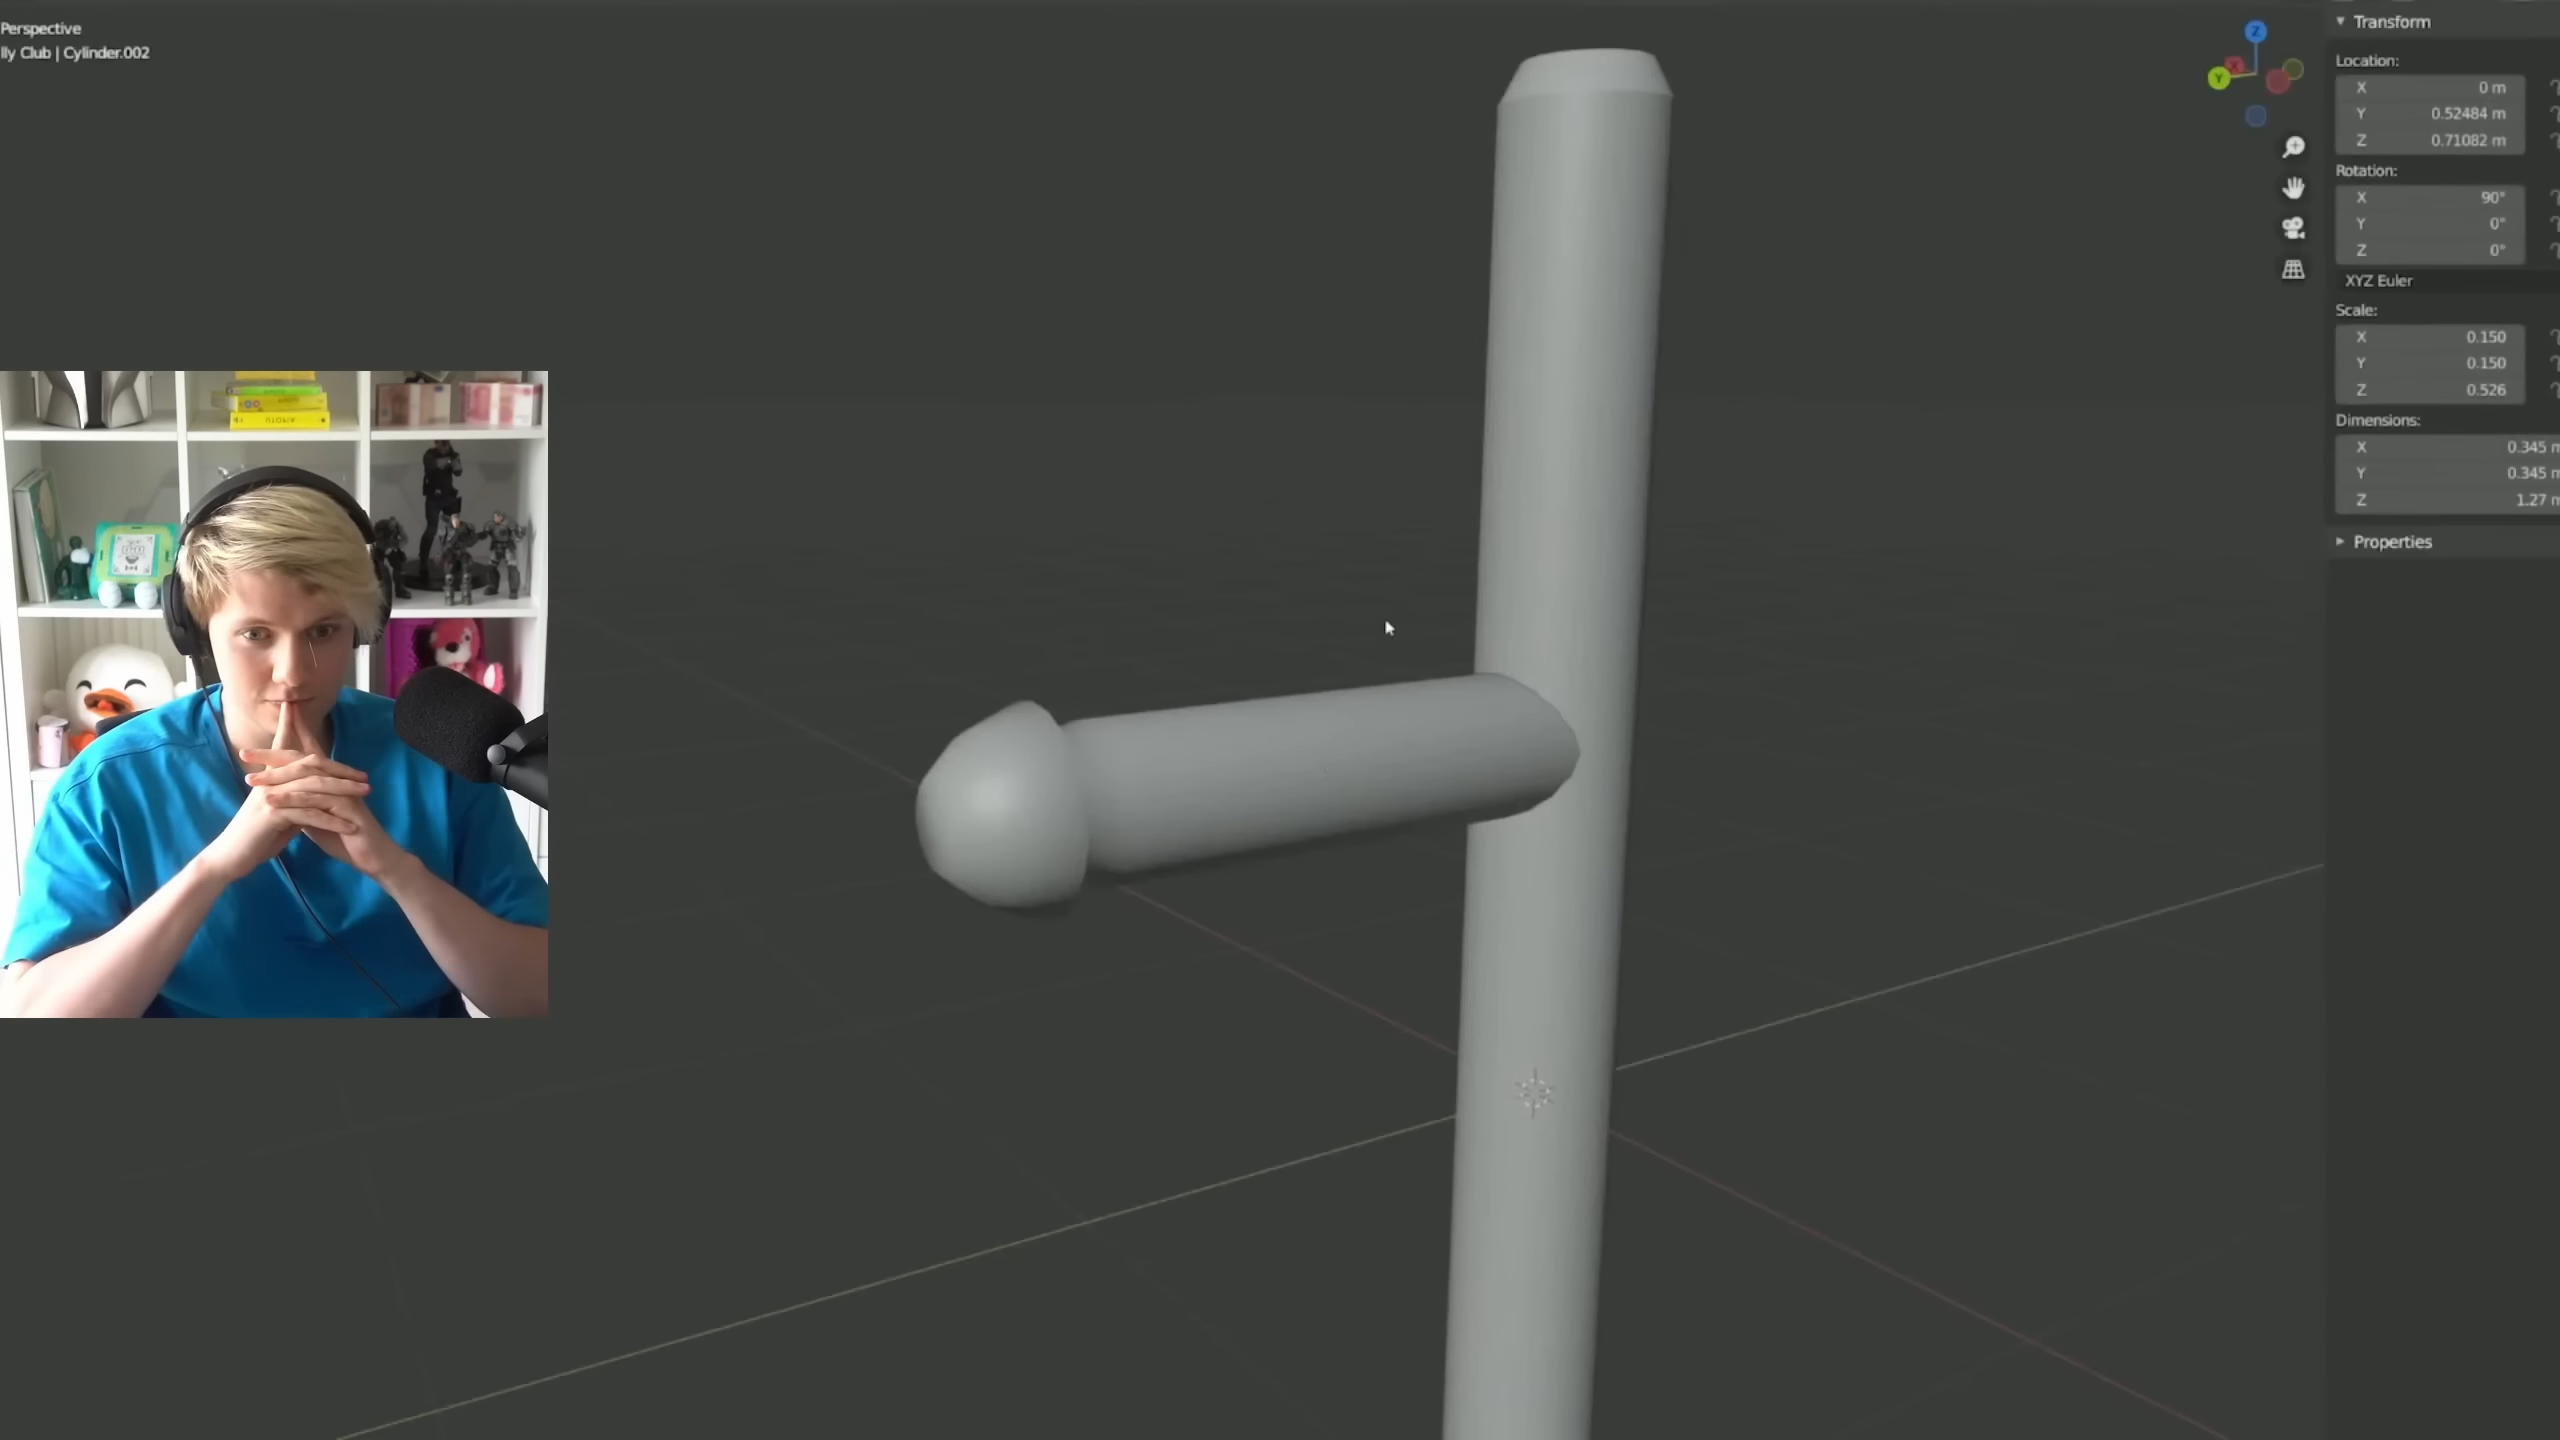 Perspective
lly Club | Cylinder.002
Z
Y
X
Transform
Location:
X 0 m
Y 0.52484 m
Z 0.71082 m
Rotation:
X 90°
Y 0°
Z 0°
XYZ Euler
Scale:
X 0.150
Y 0.150
Z 0.526
Dimensions:
X 0.345 m
Y 0.345 m
Z 1.27 m
Properties